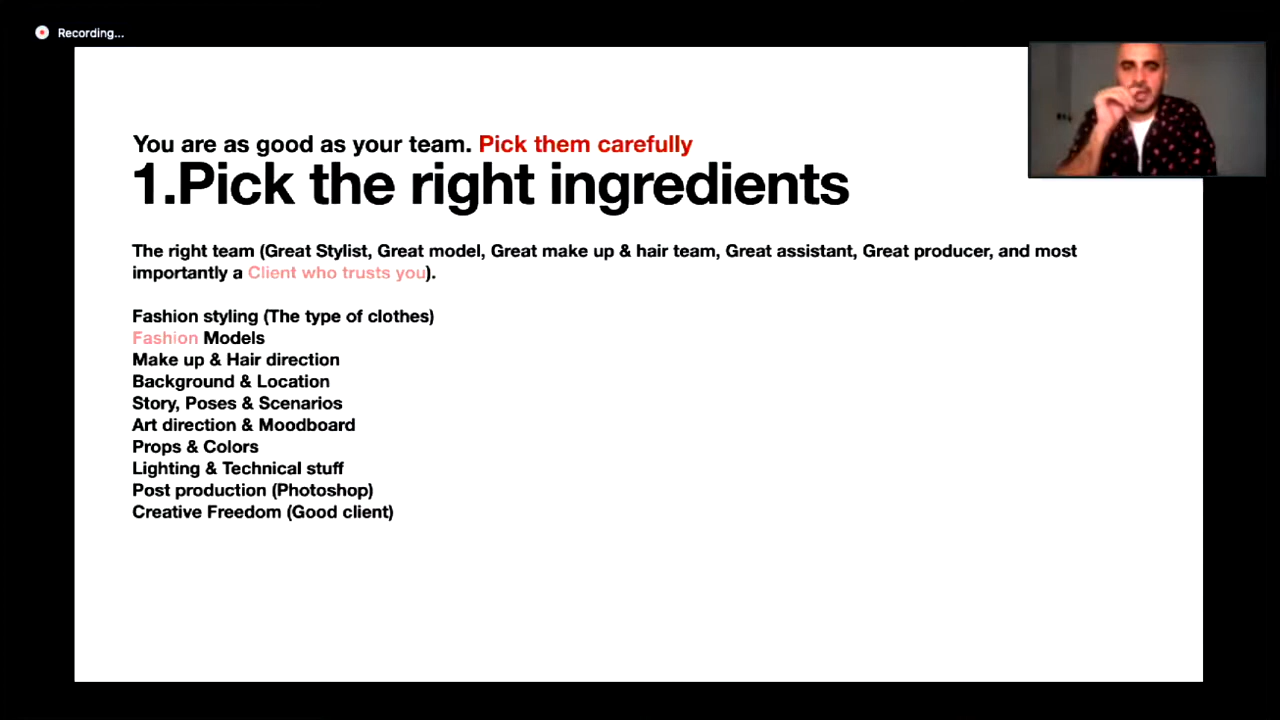 Recording...
You are as good as your team. Pick them carefully
1.Pick the right ingredients
The right team (Great Stylist, Great model, Great make up & hair team, Great assistant, Great producer, and most
importantly a Client who trusts you).
Fashion styling (The type of clothes)
Fashion Models
Make up & Hair direction
Background & Location
Story, Poses & Scenarios
Art direction & Moodboard
Props & Colors
Lighting & Technical stuff
Post production (Photoshop)
Creative Freedom (Good client)